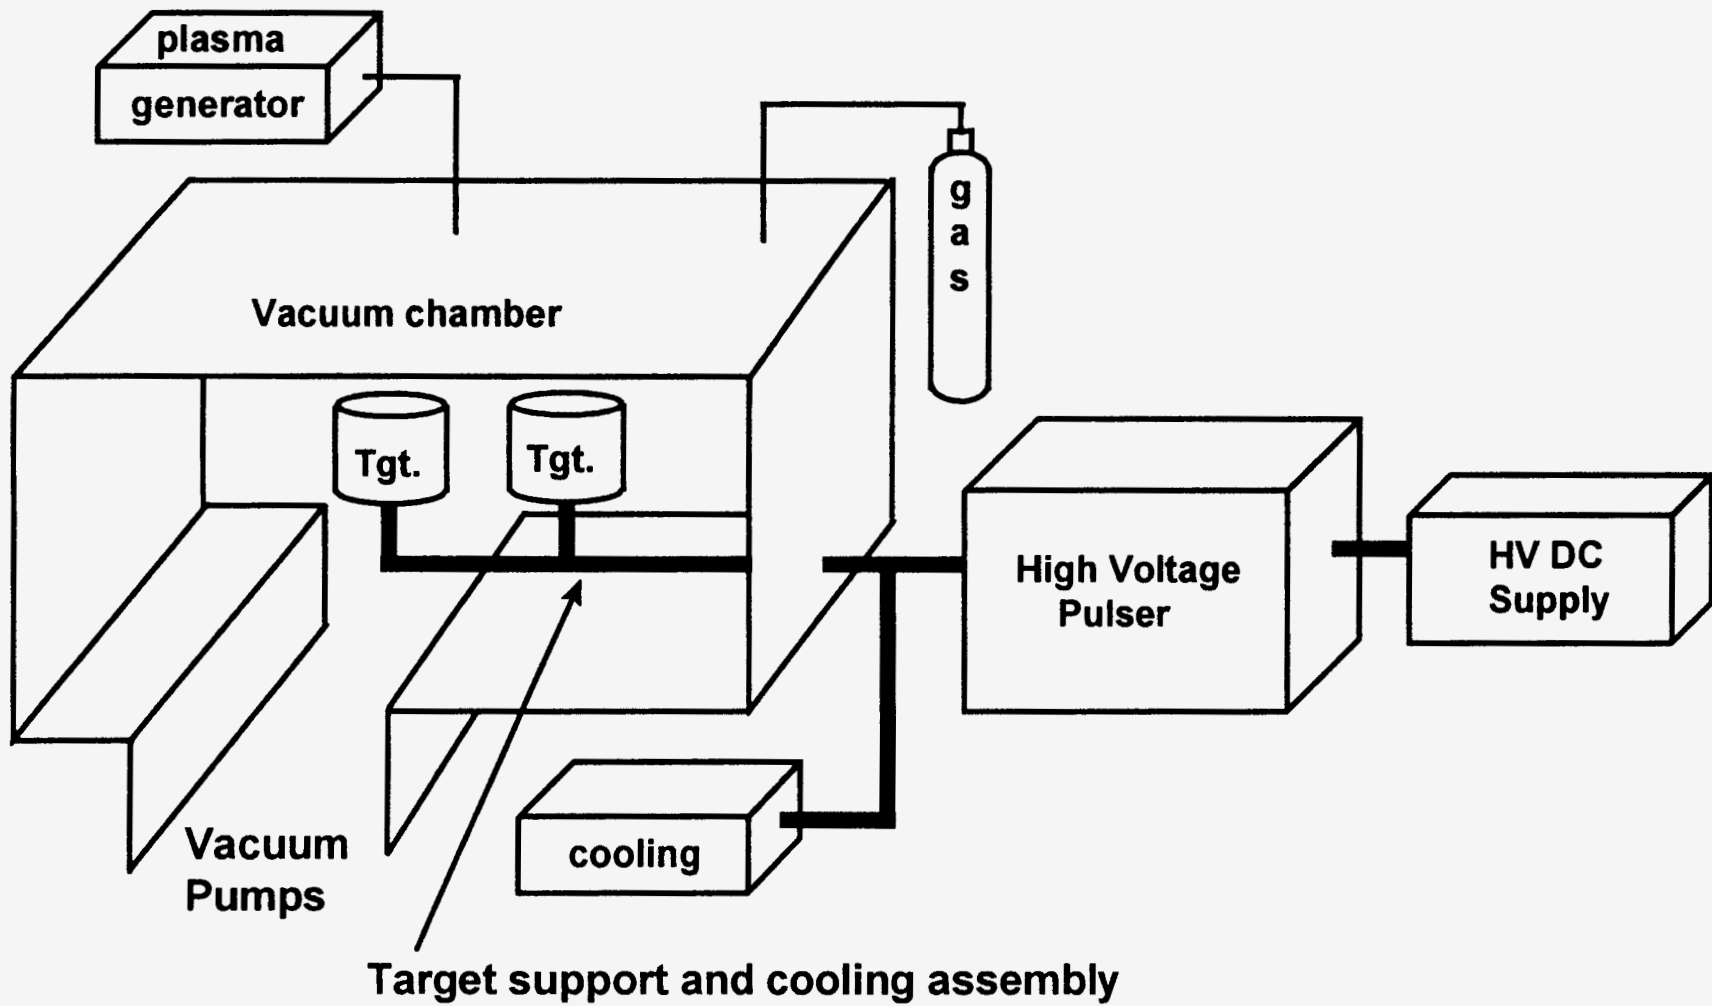 plasma
generator
g
a
s
Vacuum chamber
Tgt.
Tgt.
High Voltage
Pulser
HV DC
Supply
cooling
Vacuum
Pumps
Target support and cooling assembly